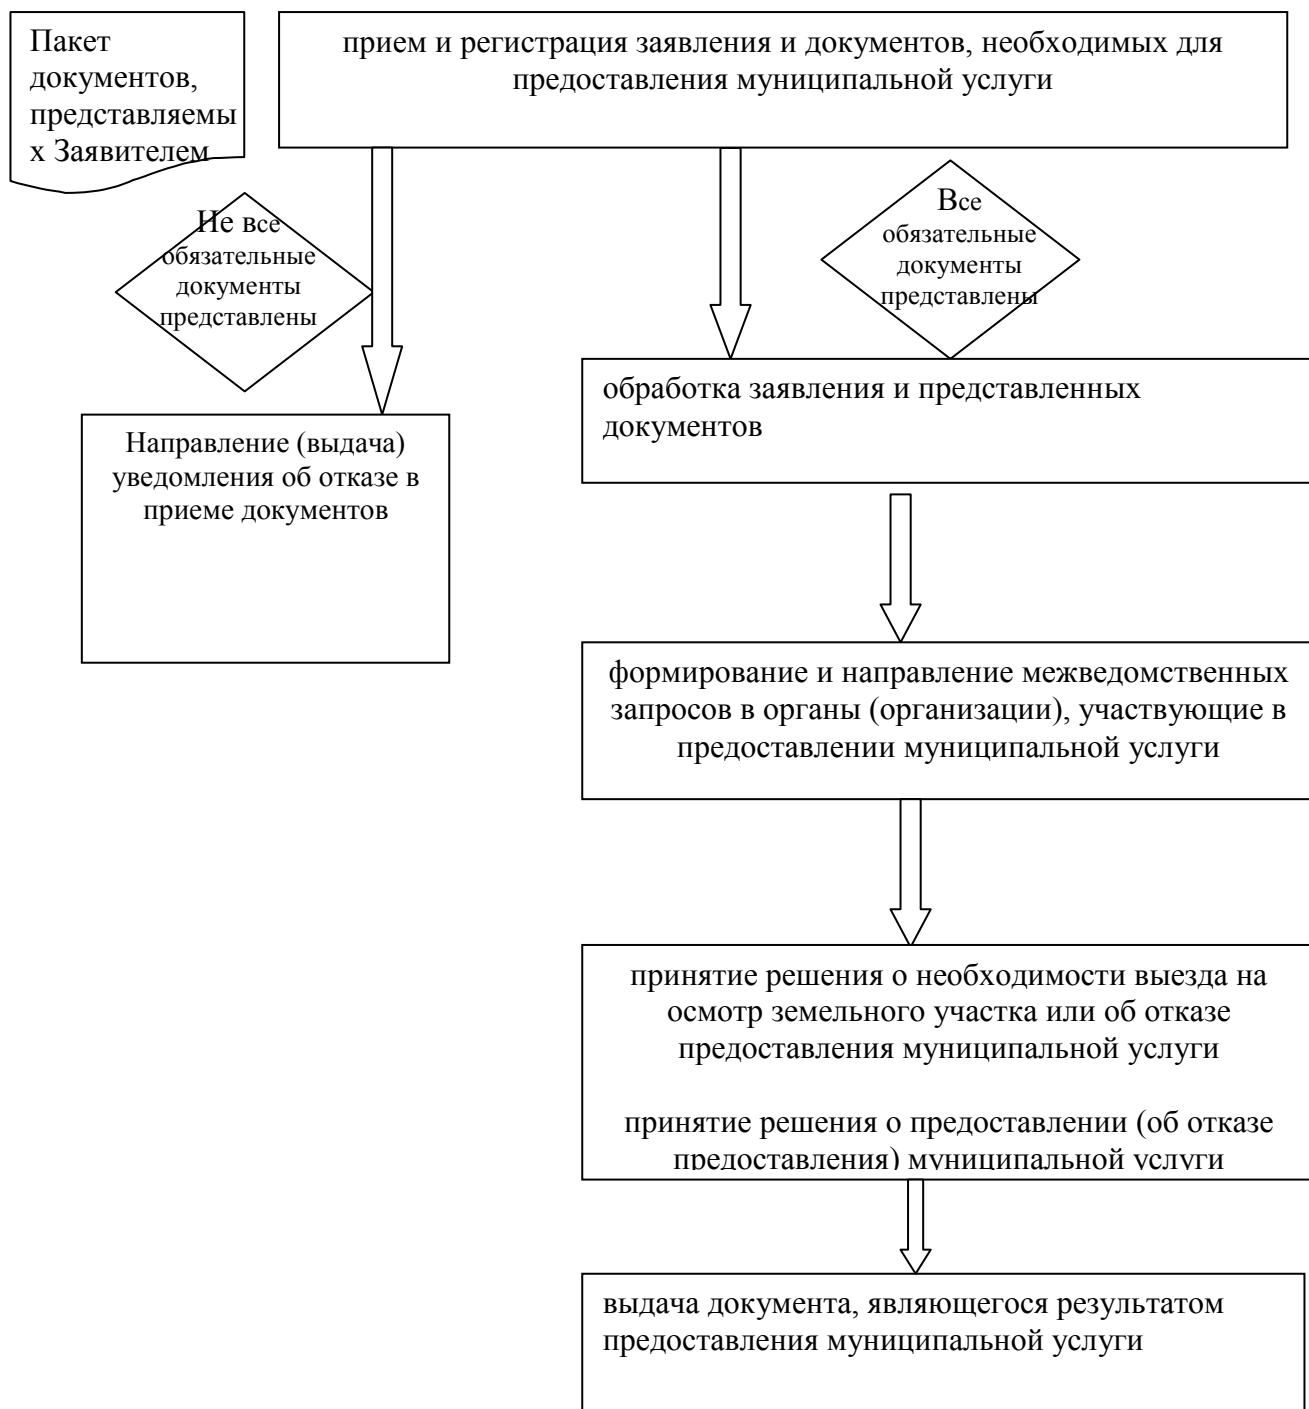 Пакет
документов,
представляемы
х Заявителем
прием и регистрация заявления и документов, необходимых для
предоставления муниципальной услуги
Не все
обязательные
документы
представлены
Все
обязательные
документы
представлены
Направление (выдача)
уведомления об отказе в
приеме документов
обработка заявления и представленных
документов
формирование и направление межведомственных
запросов в органы (организации), участвующие в
предоставлении муниципальной услуги
принятие решения о необходимости выезда на
осмотр земельного участка или об отказе
предоставления муниципальной услуги
принятие решения о предоставлении (об отказе
предоставления) муниципальной услуги
выдача документа, являющегося результатом
предоставления муниципальной услуги